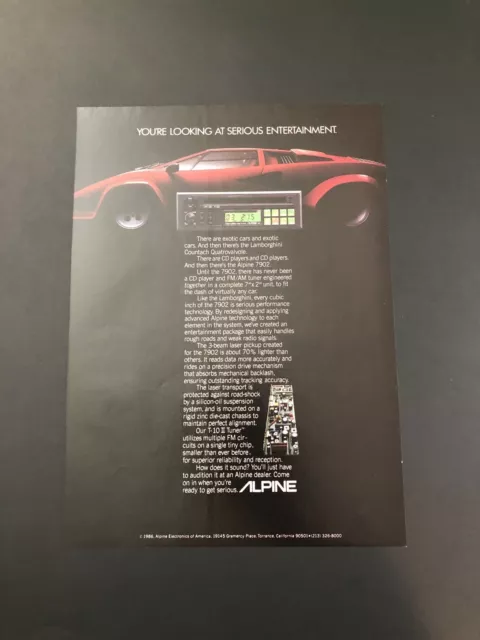 YOU'RE LOOKING AT SERIOUS ENTERTAINMENT.
There are exotic cars and exotic
cars. And then there's the Lamborghini
Countach Quattrovalvole.
There are CD players and CD players.
And then there's the Alpine 7902.
Until the 7902, there has never been
a CD player and FM/AM tuner engineered
together in a complete 7"x 2" unit, to fit
the dash of virtually any car.
Like the Lamborghini, every cubic
inch of the 7902 is serious performance
technology. By redesigning and applying
advanced Alpine technology to each
element in the system, we've created an
entertainment package that easily handles
rough roads and weak radio signals.
The 3-beam laser pickup created
for the 7902 is about 70% lighter than
others. It reads data more accurately and
rides on a precision drive mechanism
that absorbs mechanical backlash,
ensuring outstanding tracking accuracy.
The laser transport is
protected against road-shock
by a silicon-oil suspension
system, and is mounted on a
rigid zinc die-cast chassis to
maintain perfect alignment.
Our T-10 II Tuner™
utilizes multiple FM cir-
cuits on a single tiny chip,
smaller than ever before,
for superior reliability and reception.
How does it sound? You'll just have
to audition it at an Alpine dealer. Come
on in when you're
ready to get serious.
ALPINE
© 1986, Alpine Electronics of America, 19145 Gramercy Place, Torrance, California 90501•(213) 326-8000